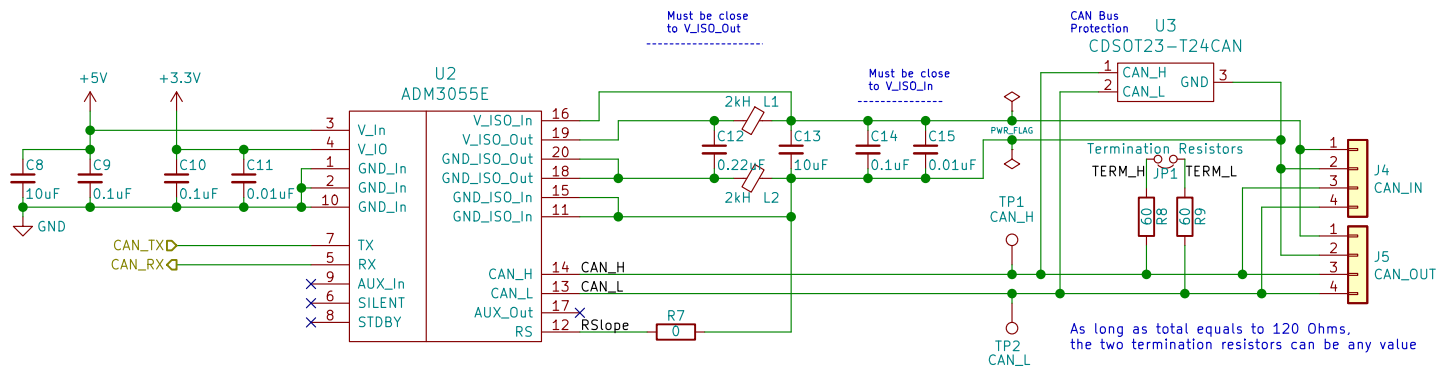 Must be close
to V_ISO_Out
CAN Bus
Protection
U3
CDSOT23-T24CAN
1
CAN_H
2
CAN_L
GND
3
Must be close
to V_ISO_In
+5V
+3.3V
U2
ADM3055E
3
V_In
4
V_IO
1
GND_In
2
GND_In
10
GND_In
7
TX
5
RX
9
AUX_In
6
SILENT
8
STDBY
V_ISO_In
16
V_ISO_Out
19
GND_ISO_Out
20
GND_ISO_Out
18
GND_ISO_In
15
GND_ISO_In
11
CAN_H
14
CAN_L
13
AUX_Out
17
RS
12
C8
10uF
C9
0.1uF
C10
0.1uF
C11
0.01uF
GND
CAN_TX
CAN_RX
2kH L1
C12
0.22uF
2kH L2
C13
10uF
C14
0.1uF
C15
0.01uF
PWR_FLAG
Termination Resistors
TERM_H
JP1
TERM_L
60
R8
60
R9
TP1
CAN_H
CAN_H
CAN_L
RSlope
R7
0
TP2
CAN_L
1
2
3
4
J4
CAN_IN
1
2
3
4
J5
CAN_OUT
As long as total equals to 120 Ohms,
the two termination resistors can be any value